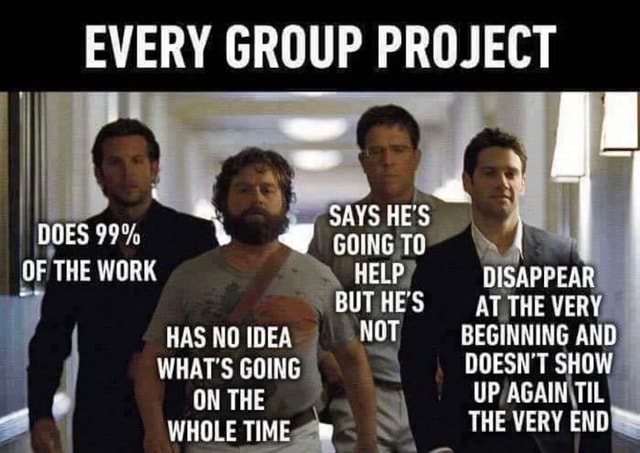 EVERY GROUP PROJECT
DOES 99%
OF THE WORK
HAS NO IDEA
WHAT'S GOING
ON THE
WHOLE TIME
SAYS HE'S
GOING TO
HELP
BUT HE'S
NOT
DISAPPEAR
AT THE VERY
BEGINNING AND
DOESN'T SHOW
UP AGAIN TIL
THE VERY END